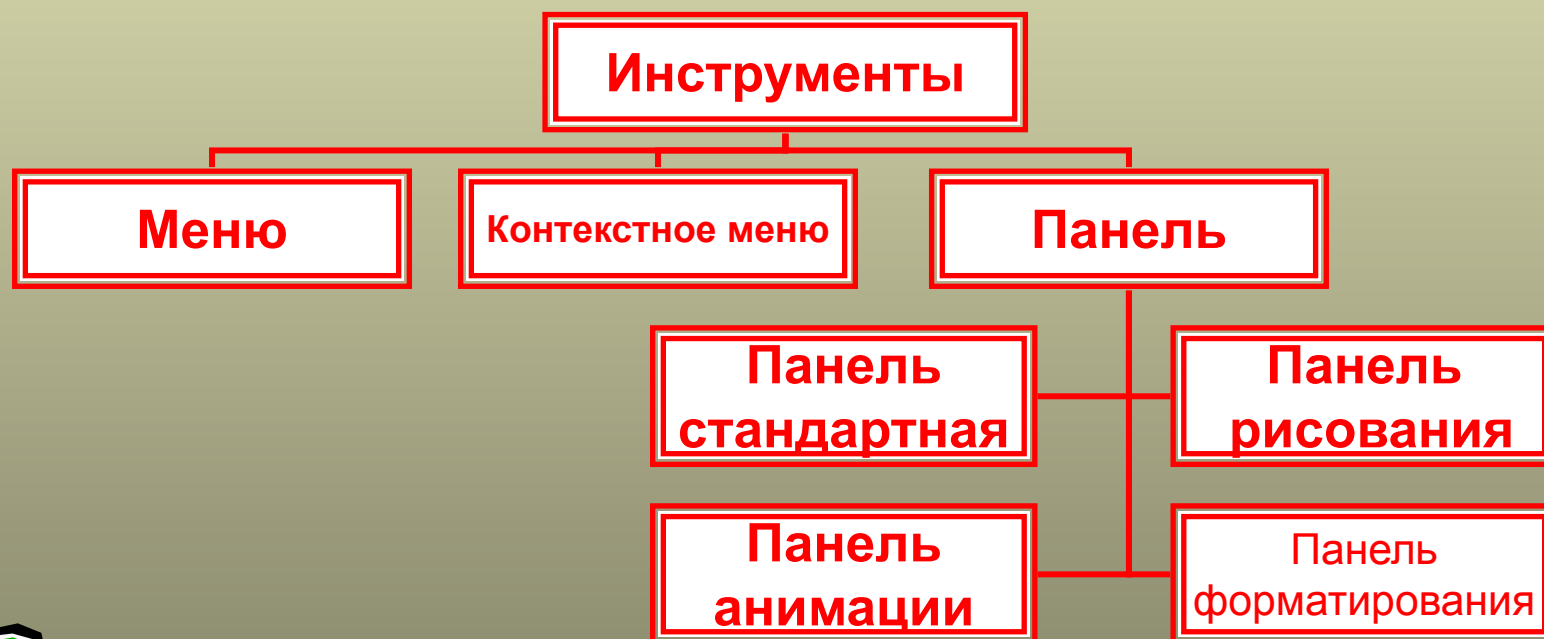 Инструменты
Меню
Контекстное меню
Панель
Панель
стандартная
Панель
рисования
Панель
анимации
Панель
форматирования